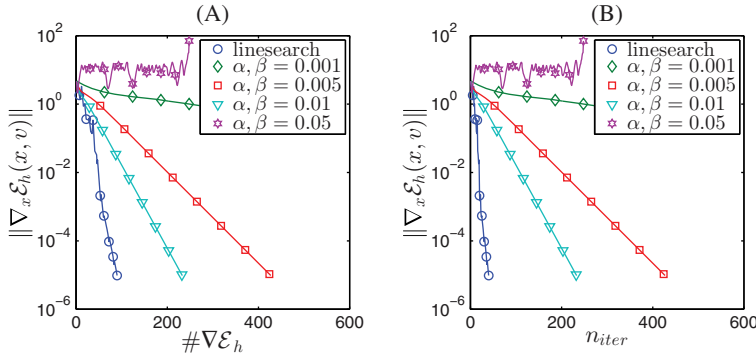 (A)
10^2
10^0
10^-2
10^-4
10^-6
‖∇_x ℰ_h(x, v)‖
linesearch
α, β = 0.001
α, β = 0.005
α, β = 0.01
α, β = 0.05
0 200 400 600
#∇ℰ_h
(B)
10^2
10^0
10^-2
10^-4
10^-6
‖∇_x ℰ_h(x, v)‖
linesearch
α, β = 0.001
α, β = 0.005
α, β = 0.01
α, β = 0.05
0 200 400 600
n_iter